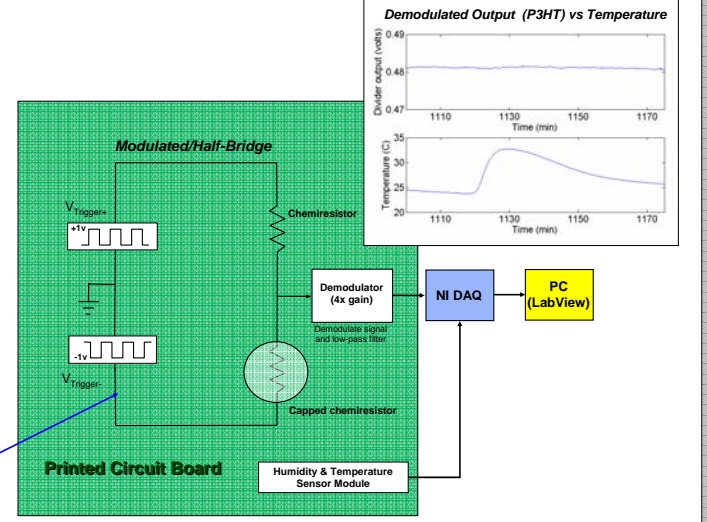 Demodulated Output (P3HT) vs Temperature
0.49
0.48
0.47
Divider output (volts)
1110 1130 1150 1170
Time (min)
35
30
25
20
Temperature (C)
1110 1130 1150 1170
Time (min)
Modulated/Half-Bridge
VTrigger+
+1v
Chemiresistor
Demodulator
(4x gain)
Demodulate signal
and low-pass filter
NI DAQ
PC
(LabView)
-1v
VTrigger-
Capped chemiresistor
Printed Circuit Board
Humidity & Temperature
Sensor Module